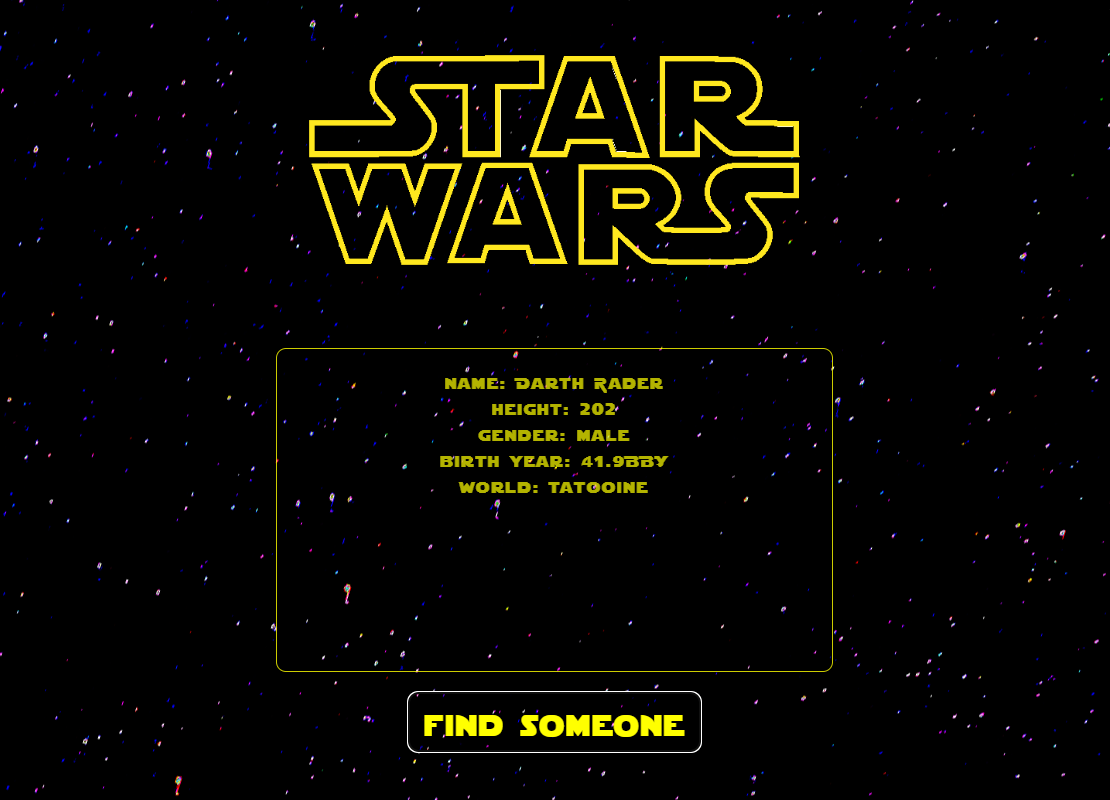 STAR
WARS
NAME: DARTH RADER
HEIGHT: 202
GENDER: MALE
BIRTH YEAR: 41.9BBY
WORLD: TATOOINE
FIND SOMEONE